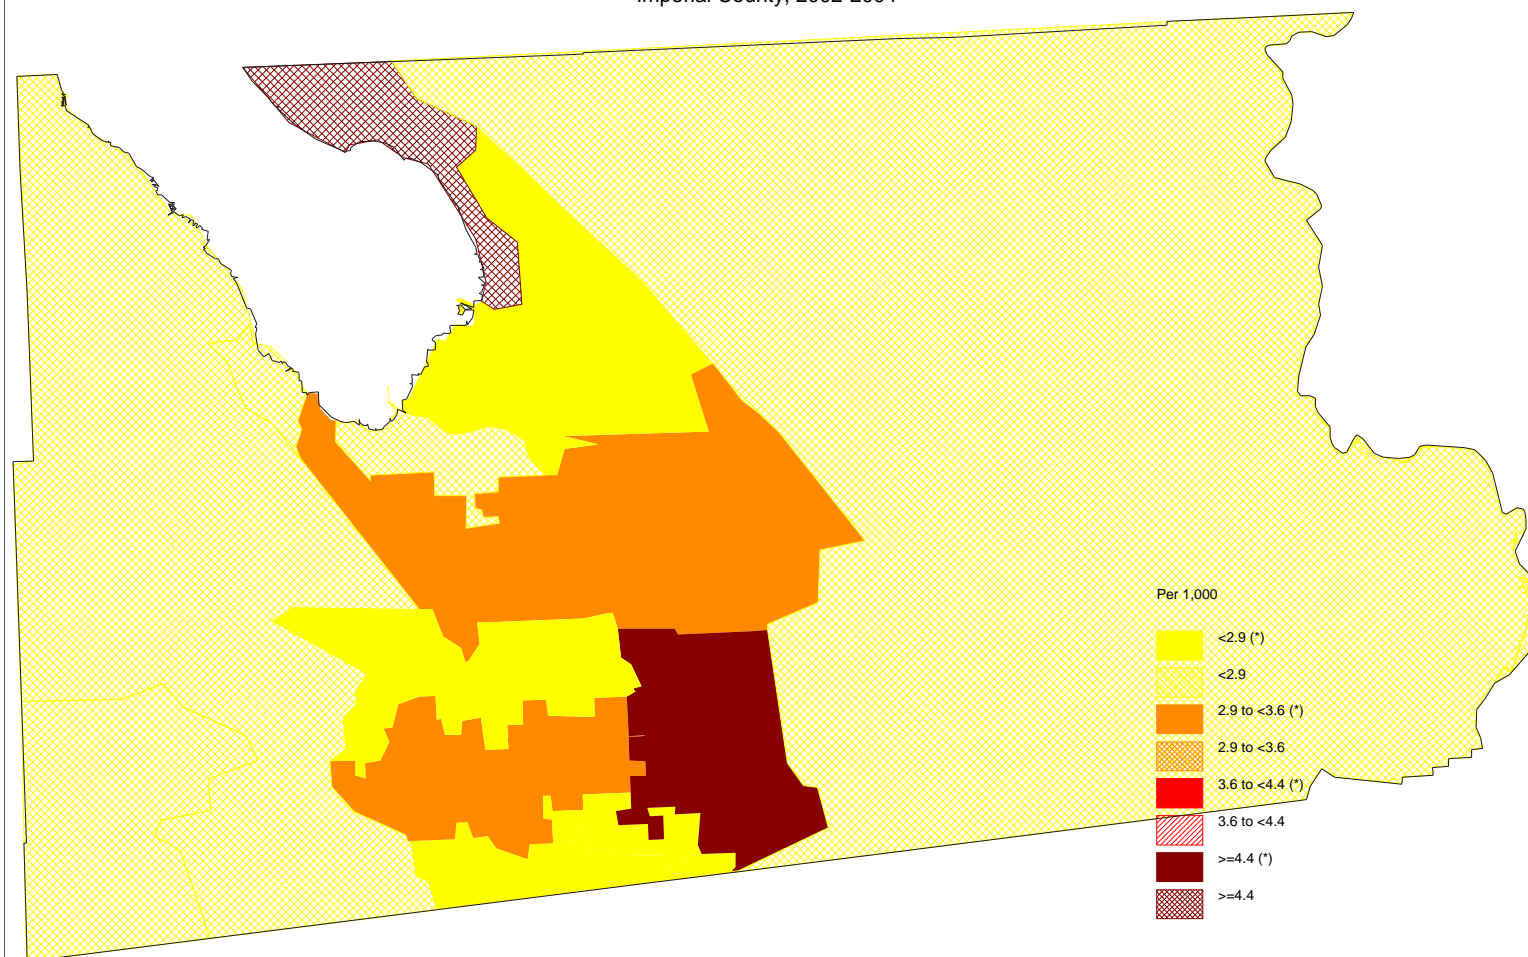 Per 1,000
<2.9 (*)
<2.9
2.9 to <3.6 (*)
2.9 to <3.6
3.6 to <4.4 (*)
3.6 to <4.4
>=4.4 (*)
>=4.4